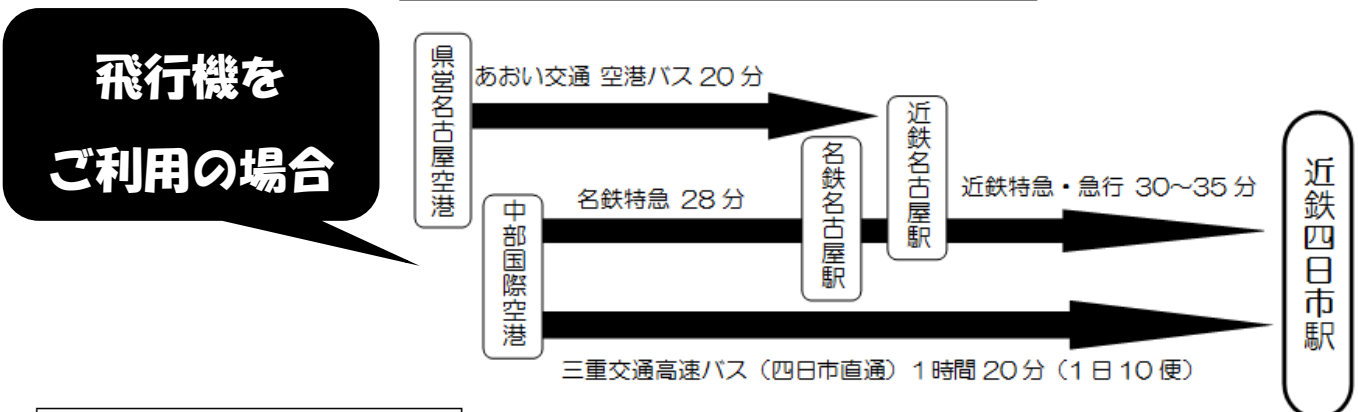 飛行機を
ご利用の場合
県営名古屋空港
あおい交通 空港バス 20 分
近鉄名古屋駅
中部国際空港
名鉄特急 28 分
名鉄名古屋駅
近鉄特急・急行 30～35 分
三重交通高速バス（四日市直通）1 時間 20 分（1 日 10 便）
近鉄四日市駅